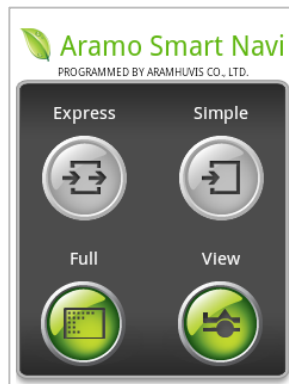 Aramo Smart Navi
PROGRAMMED BY ARAMHUVIS CO., LTD.
Express Simple
Full View